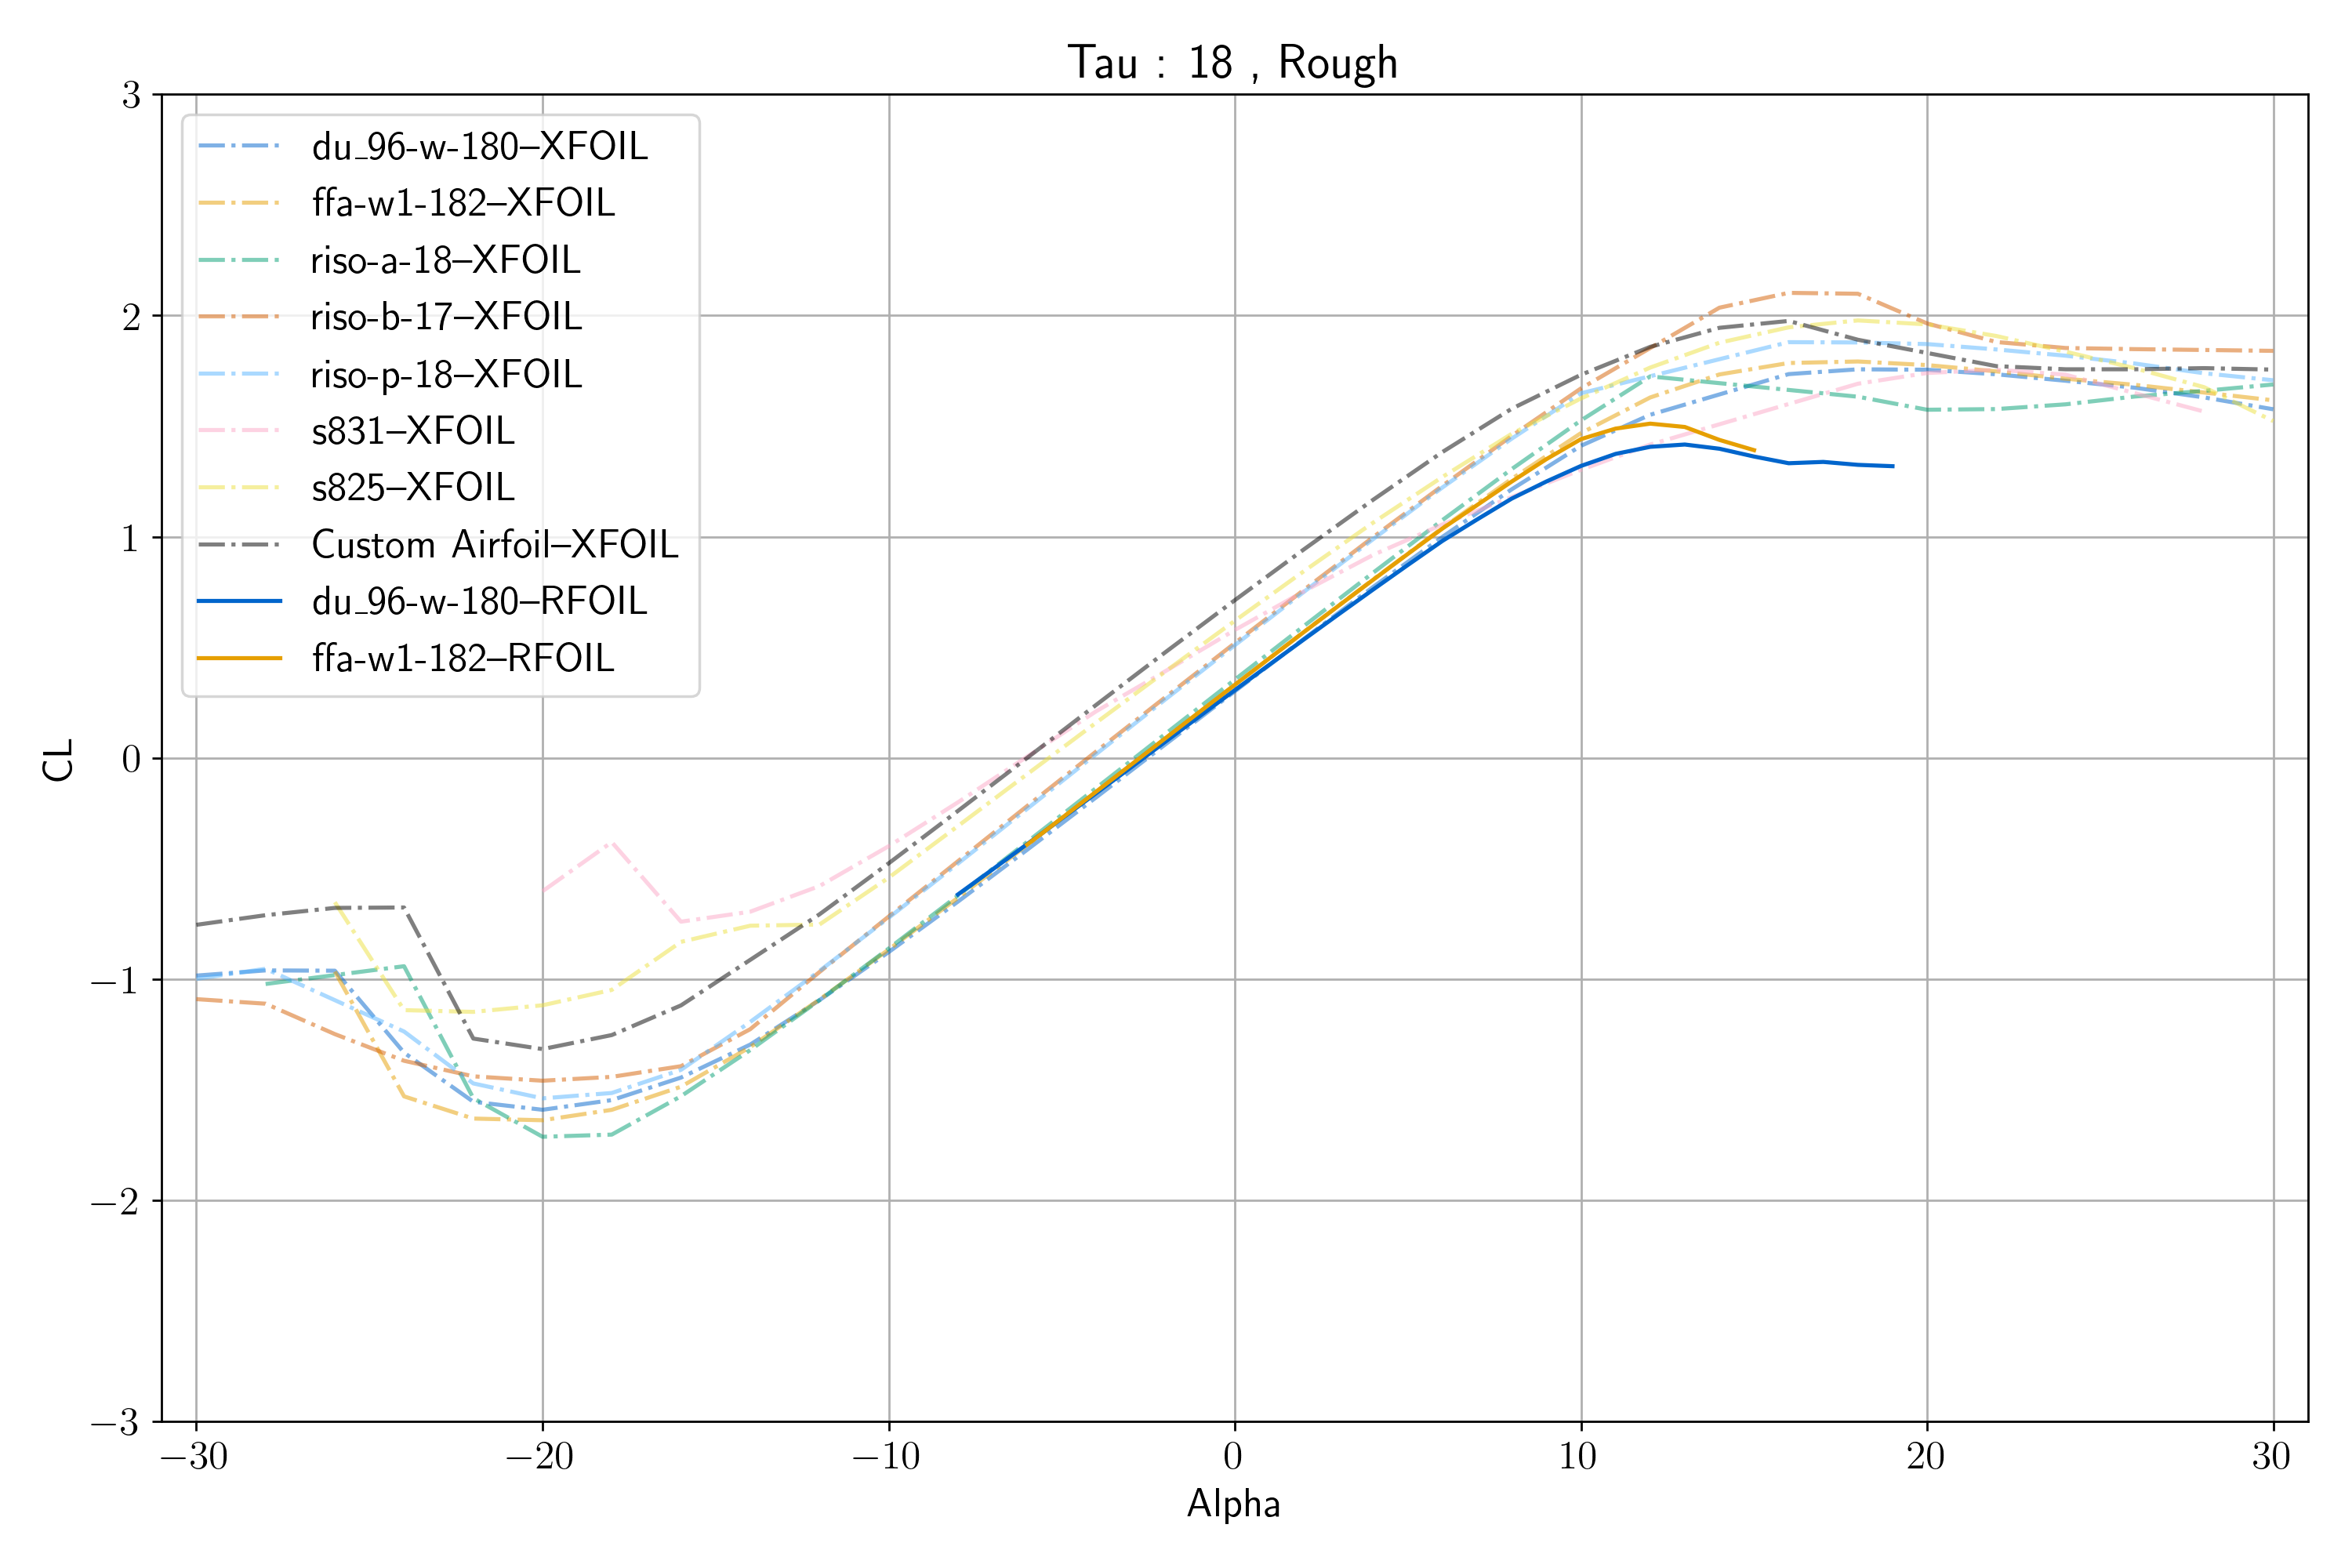 Tau : 18 , Rough
3
2
1
0
−1
−2
−3
CL
du_96-w-180–XFOIL
ffa-w1-182–XFOIL
riso-a-18–XFOIL
riso-b-17–XFOIL
riso-p-18–XFOIL
s831–XFOIL
s825–XFOIL
Custom Airfoil–XFOIL
du_96-w-180–RFOIL
ffa-w1-182–RFOIL
−30 −20 −10 0 10 20 30
Alpha